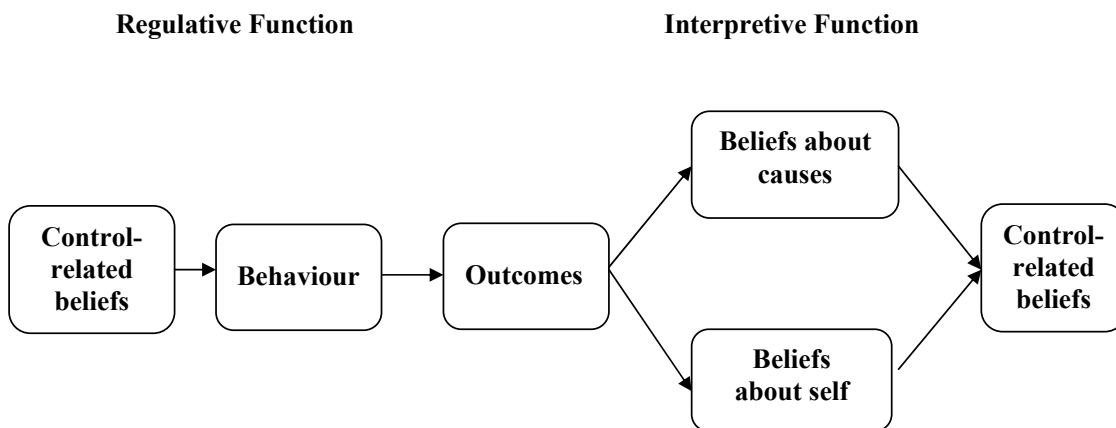 Regulative Function
Interpretive Function
Control-
related
beliefs
Behaviour
Outcomes
Beliefs about
causes
Beliefs
about self
Control-
related
beliefs